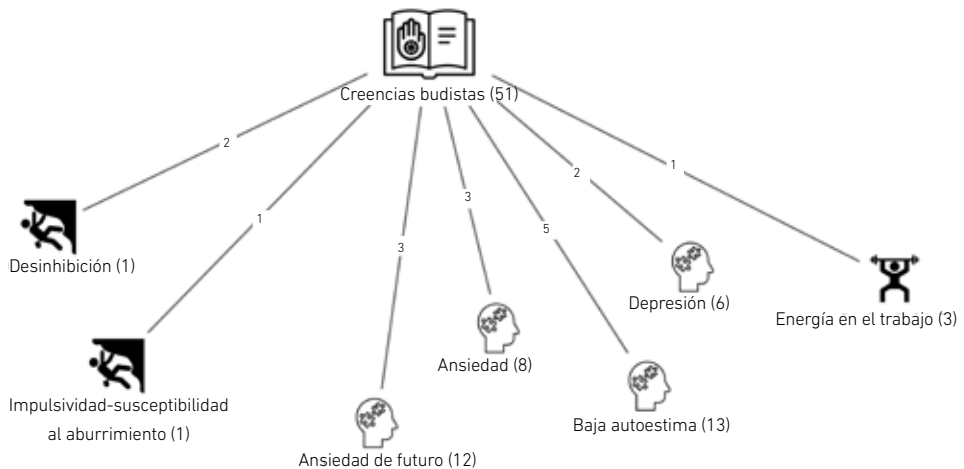 Creencias budistas (51)
2
1
3
3
5
2
1
Desinhibición (1)
Impulsividad-susceptibilidad
al aburrimiento (1)
Ansiedad de futuro (12)
Ansiedad (8)
Baja autoestima (13)
Depresión (6)
Energía en el trabajo (3)